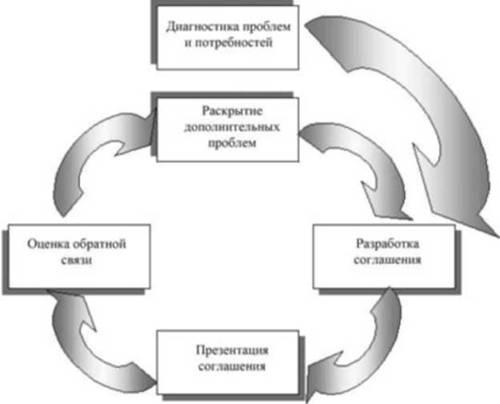 Диагностика проблем
и потребностей
Раскрытие
дополнительных
проблем
Оценка обратной
связи
Разработка
соглашения
Презентация
соглашения